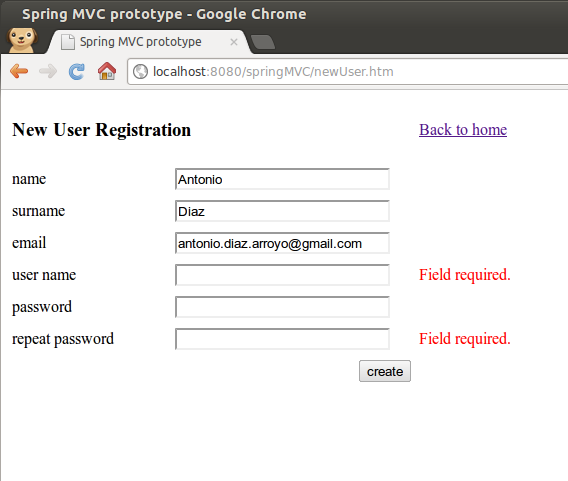 Spring MVC prototype - Google Chrome
Spring MVC prototype
localhost:8080/springMVC/newUser.htm
New User Registration Back to home
name Antonio
surname Diaz
email antonio.diaz.arroyo@gmail.com
user name Field required.
password
repeat password Field required.
create